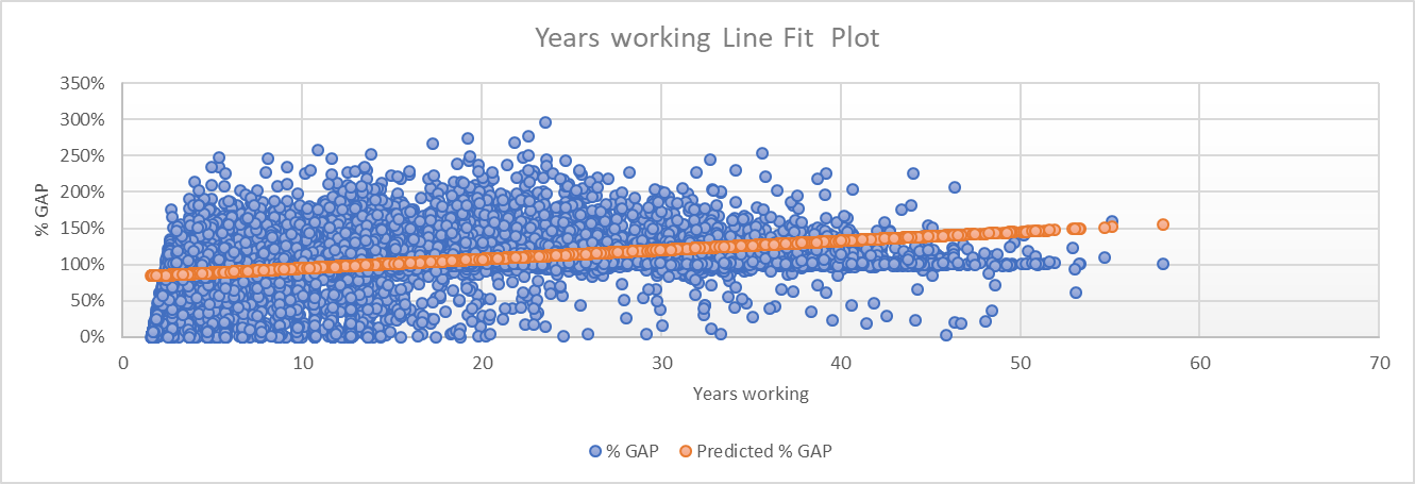 Years working Line Fit Plot
350%
300%
250%
200%
150%
100%
50%
0%
% GAP
0 10 20 30 40 50 60 70
Years working
% GAP Predicted % GAP